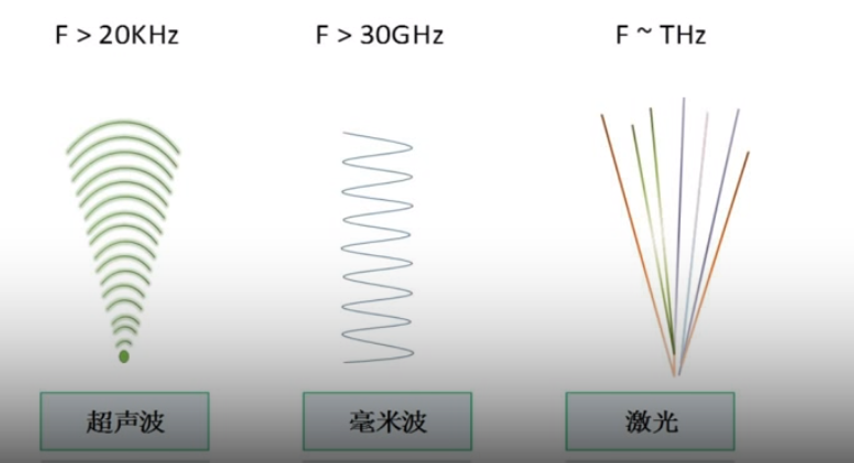 F > 20KHz
F > 30GHz
F ~ THz
超声波
毫米波
激光